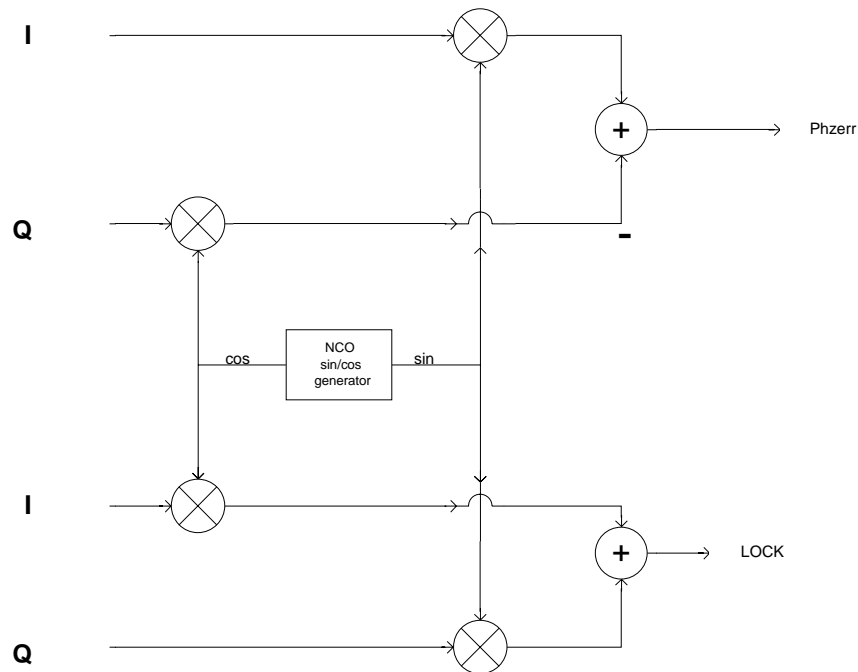 I
+
Phzerr
Q
-
cos
NCO
sin/cos
generator
sin
I
+
LOCK
Q